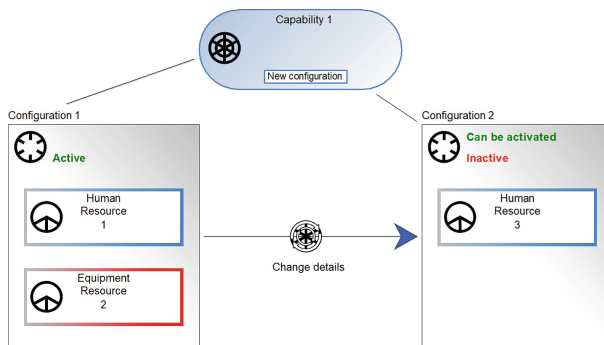 Capability 1
New configuration
Configuration 1
Active
Human
Resource
1
Equipment
Resource
2
Change details
Configuration 2
Can be activated
Inactive
Human
Resource
3